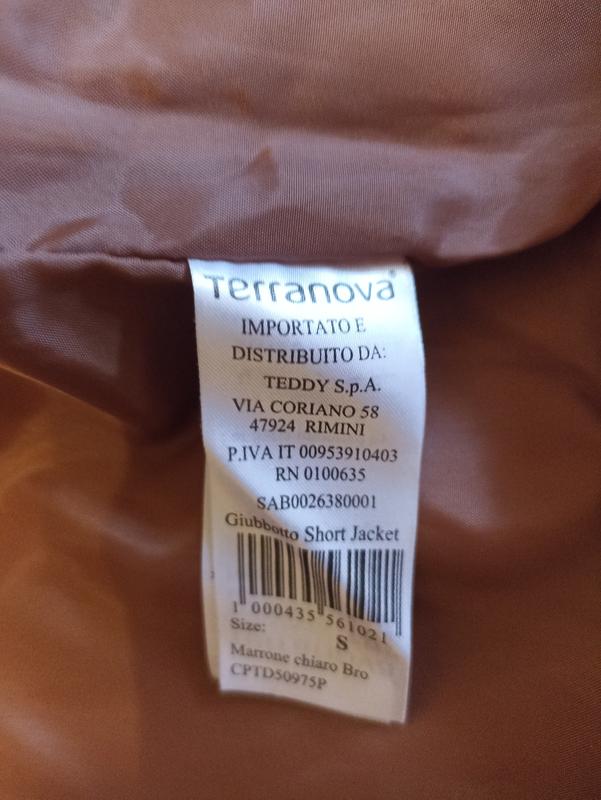 Terranova®
IMPORTATO E
DISTRIBUITO DA:
TEDDY S.p.A.
VIA CORIANO 58
47924 RIMINI
P.IVA IT 00953910403
RN 0100635
SAB0026380001
Giubbotto Short Jacket
1 000435 561021
Size:
S
Marrone chiaro Bro
CPTD50975P